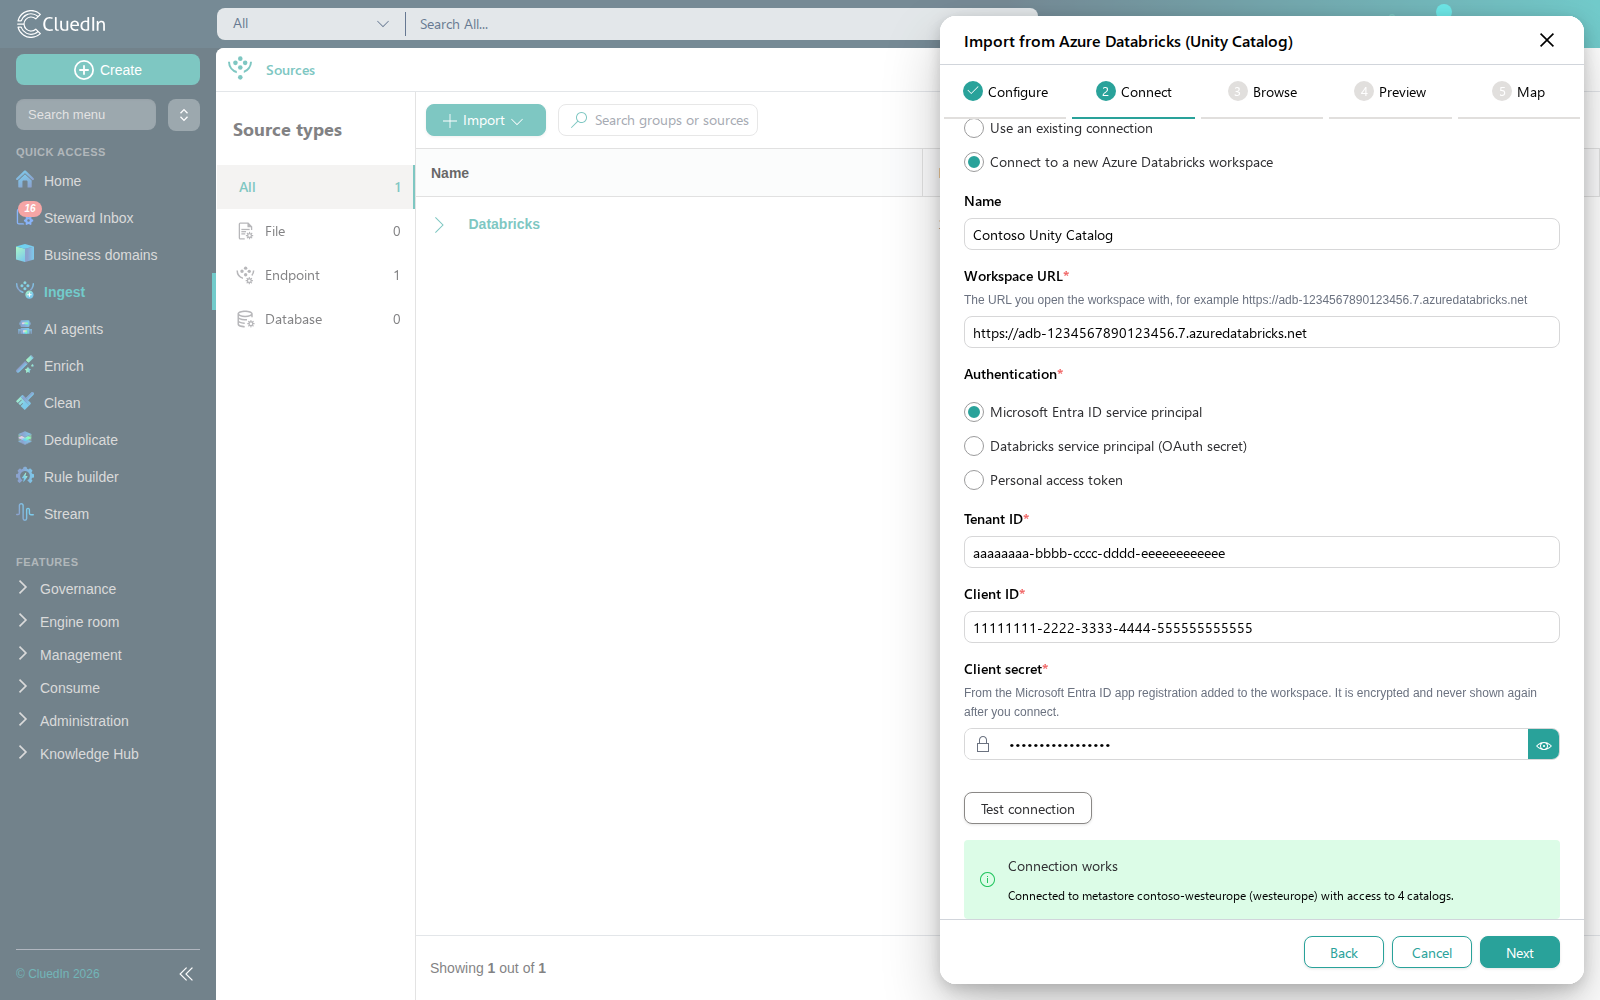 CluedIn
All
Search All...
Create
Search menu
QUICK ACCESS
Home
16
Steward Inbox
Business domains
Ingest
AI agents
Enrich
Clean
Deduplicate
Rule builder
Stream
FEATURES
Governance
Engine room
Management
Consume
Administration
Knowledge Hub
© CluedIn 2026
Sources
Source types
All 1
File 0
Endpoint 1
Database 0
Import
Search groups or sources
Name
Databricks
Showing 1 out of 1
Import from Azure Databricks (Unity Catalog)
Configure
2 Connect
3 Browse
4 Preview
5 Map
Use an existing connection
Connect to a new Azure Databricks workspace
Name
Contoso Unity Catalog
Workspace URL*
The URL you open the workspace with, for example https://adb-1234567890123456.7.azuredatabricks.net
https://adb-1234567890123456.7.azuredatabricks.net
Authentication*
Microsoft Entra ID service principal
Databricks service principal (OAuth secret)
Personal access token
Tenant ID*
aaaaaaaa-bbbb-cccc-dddd-eeeeeeeeeeee
Client ID*
11111111-2222-3333-4444-555555555555
Client secret*
From the Microsoft Entra ID app registration added to the workspace. It is encrypted and never shown again
after you connect.
•••••••••••••••••
Test connection
Connection works
Connected to metastore contoso-westeurope (westeurope) with access to 4 catalogs.
Back
Cancel
Next